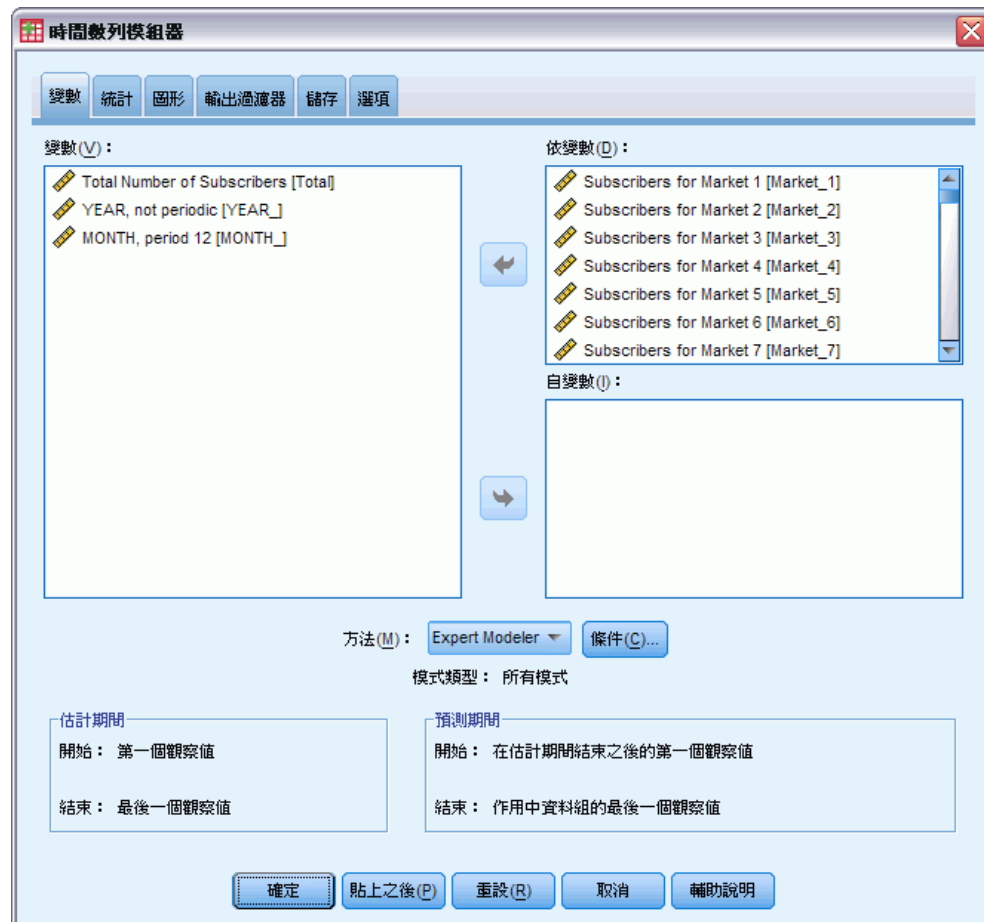 時間數列模組器
變數 統計 圖形 輸出過濾器 儲存 選項
變數(V)：
Total Number of Subscribers [Total]
YEAR, not periodic [YEAR_]
MONTH, period 12 [MONTH_]
依變數(D)：
Subscribers for Market 1 [Market_1]
Subscribers for Market 2 [Market_2]
Subscribers for Market 3 [Market_3]
Subscribers for Market 4 [Market_4]
Subscribers for Market 5 [Market_5]
Subscribers for Market 6 [Market_6]
Subscribers for Market 7 [Market_7]
自變數(I)：
方法(M)： Expert Modeler 條件(C)...
模式類型： 所有模式
估計期間
開始： 第一個觀察值
結束： 最後一個觀察值
預測期間
開始： 在估計期間結束之後的第一個觀察值
結束： 作用中資料組的最後一個觀察值
確定 貼上之後(P) 重設(R) 取消 輔助說明